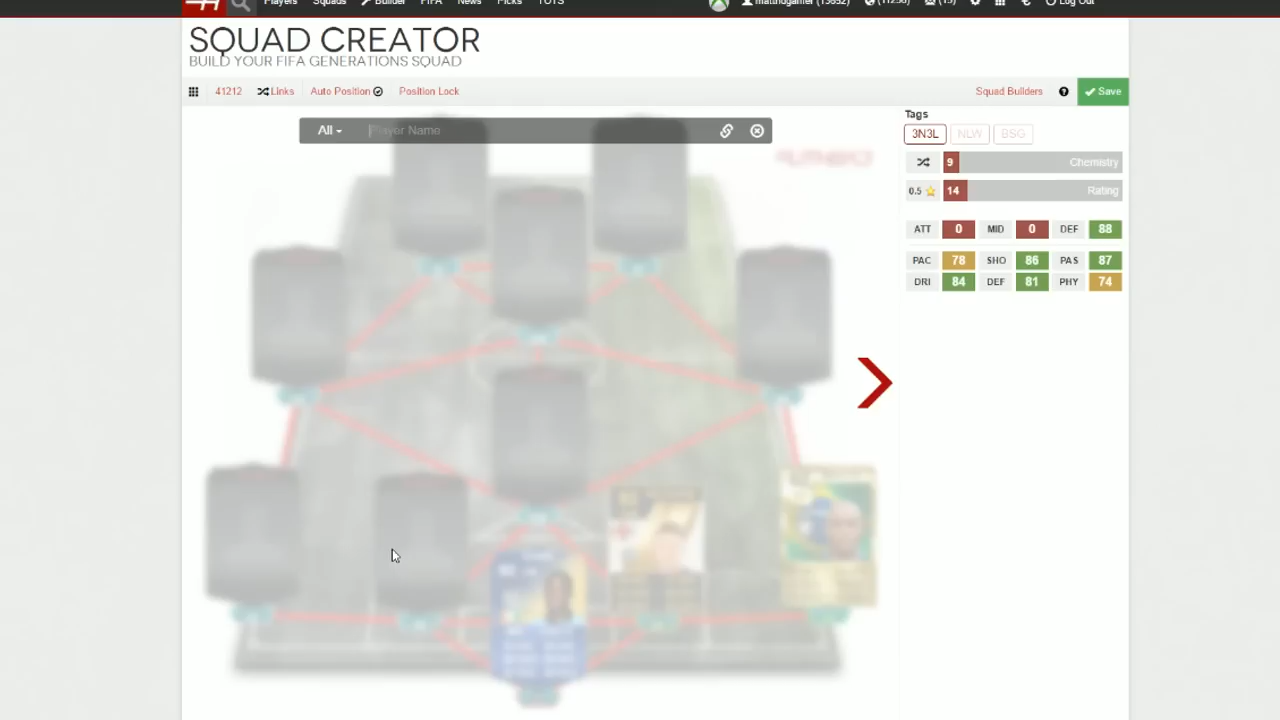 Players Squads Builder FIFA News Picks TOTS Log Out
SQUAD CREATOR
BUILD YOUR FIFA GENERATIONS SQUAD
41212 Links Auto Position Position Lock Squad Builders ? Save
All Player Name
Tags
3N3L NLW BSG
9 Chemistry
0.5 14 Rating
ATT 0 MID 0 DEF 88
PAC 78 SHO 86 PAS 87
DRI 84 DEF 81 PHY 74